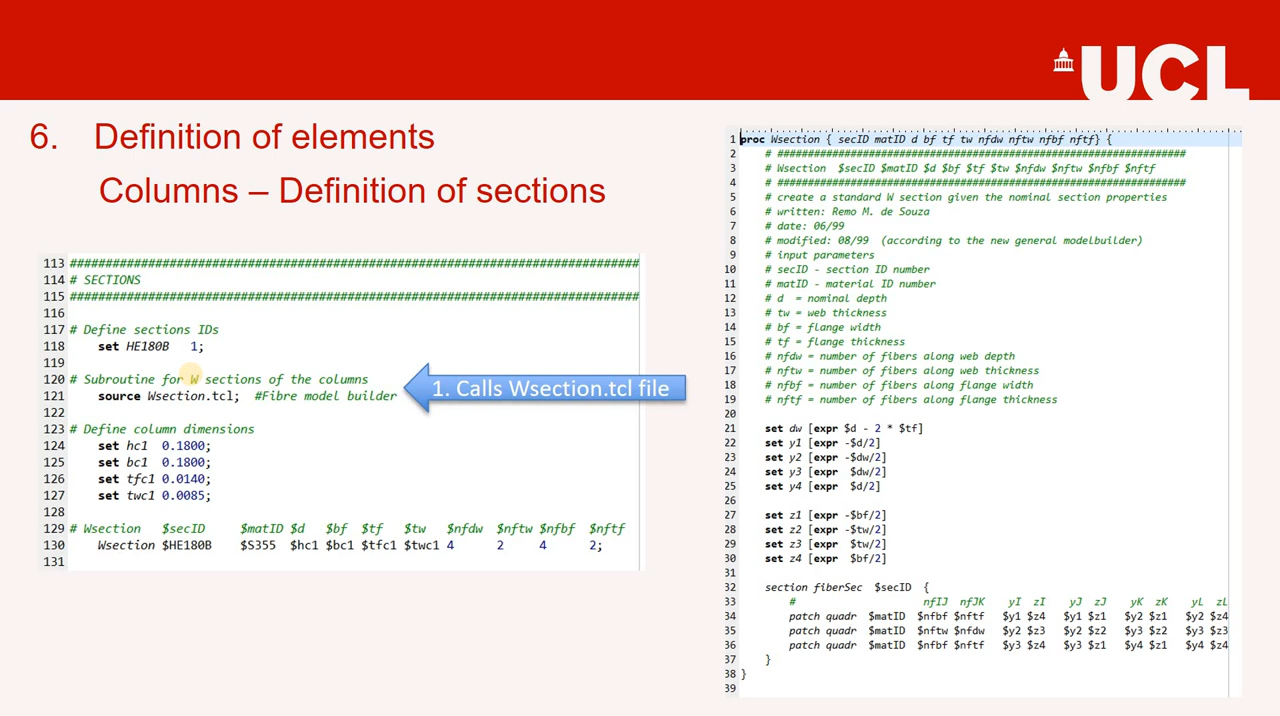 UCL
6. Definition of elements
Columns – Definition of sections
113 ####################################################################################
114 # SECTIONS
115 ####################################################################################
116
117 # Define sections IDs
118 set HE180B 1;
119
120 # Subroutine for W sections of the columns
121 source Wsection.tcl; #Fibre model builder
122
123 # Define column dimensions
124 set hc1 0.1800;
125 set bc1 0.1800;
126 set tfc1 0.0140;
127 set twc1 0.0085;
128
129 # Wsection $secID $matID $d $bf $tf $tw $nfdw $nftw $nfbf $nftf
130 Wsection $HE180B $S355 $hc1 $bc1 $tfc1 $twc1 4 2 4 2;
131
1. Calls Wsection.tcl file
1 proc Wsection { secID matID d bf tf tw nfdw nftw nfbf nftf} {
2 # ###################################################################
3 # Wsection $secID $matID $d $bf $tf $tw $nfdw $nftw $nfbf $nftf
4 # ###################################################################
5 # create a standard W section given the nominal section properties
6 # written: Remo M. de Souza
7 # date: 06/99
8 # modified: 08/99 (according to the new general modelbuilder)
9 # input parameters
10 # secID - section ID number
11 # matID - material ID number
12 # d = nominal depth
13 # tw = web thickness
14 # bf = flange width
15 # tf = flange thickness
16 # nfdw = number of fibers along web depth
17 # nftw = number of fibers along web thickness
18 # nfbf = number of fibers along flange width
19 # nftf = number of fibers along flange thickness
20
21 set dw [expr $d - 2 * $tf]
22 set y1 [expr -$d/2]
23 set y2 [expr -$dw/2]
24 set y3 [expr $dw/2]
25 set y4 [expr $d/2]
26
27 set z1 [expr -$bf/2]
28 set z2 [expr -$tw/2]
29 set z3 [expr $tw/2]
30 set z4 [expr $bf/2]
31
32 section fiberSec $secID {
33 # nfIJ nfJK yI zI yJ zJ yK zK yL zL
34 patch quadr $matID $nfbf $nftf $y1 $z4 $y1 $z1 $y2 $z1 $y2 $z4
35 patch quadr $matID $nftw $nfdw $y2 $z3 $y2 $z2 $y3 $z2 $y3 $z3
36 patch quadr $matID $nfbf $nftf $y3 $z4 $y3 $z1 $y4 $z1 $y4 $z4
37 }
38 }
39